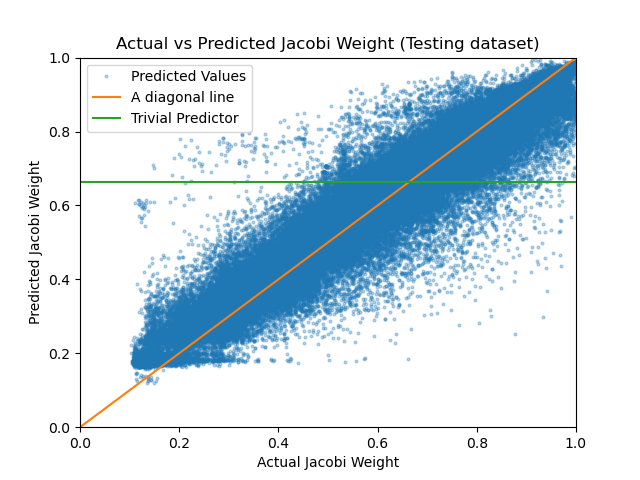 Actual vs Predicted Jacobi Weight (Testing dataset)
Predicted Values
A diagonal line
Trivial Predictor
Predicted Jacobi Weight
1.0
0.8
0.6
0.4
0.2
0.0
0.0 0.2 0.4 0.6 0.8 1.0
Actual Jacobi Weight